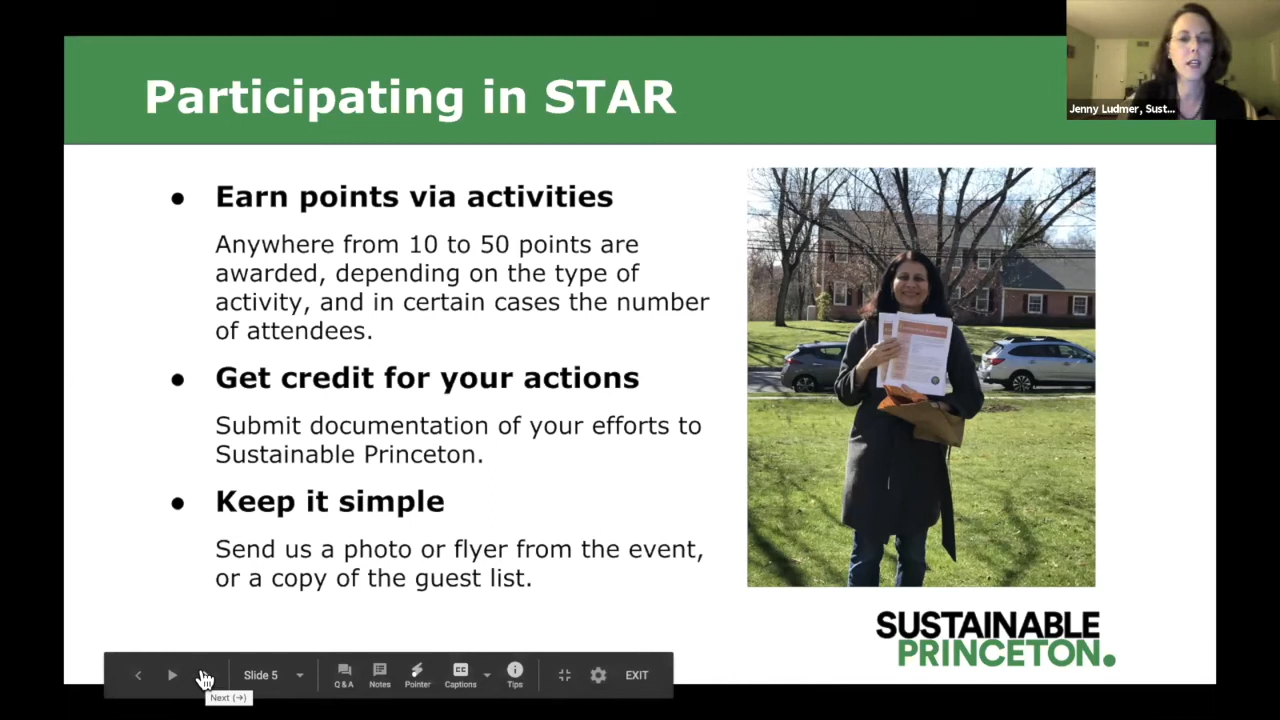 Participating in STAR
Jenny Ludmer, Sust...
● Earn points via activities
Anywhere from 10 to 50 points are
awarded, depending on the type of
activity, and in certain cases the number
of attendees.
● Get credit for your actions
Submit documentation of your efforts to
Sustainable Princeton.
● Keep it simple
Send us a photo or flyer from the event,
or a copy of the guest list.
SUSTAINABLE
PRINCETON.
Slide 5
Q & A
Notes
Pointer
CC
Captions
Tips
EXIT
Next (→)